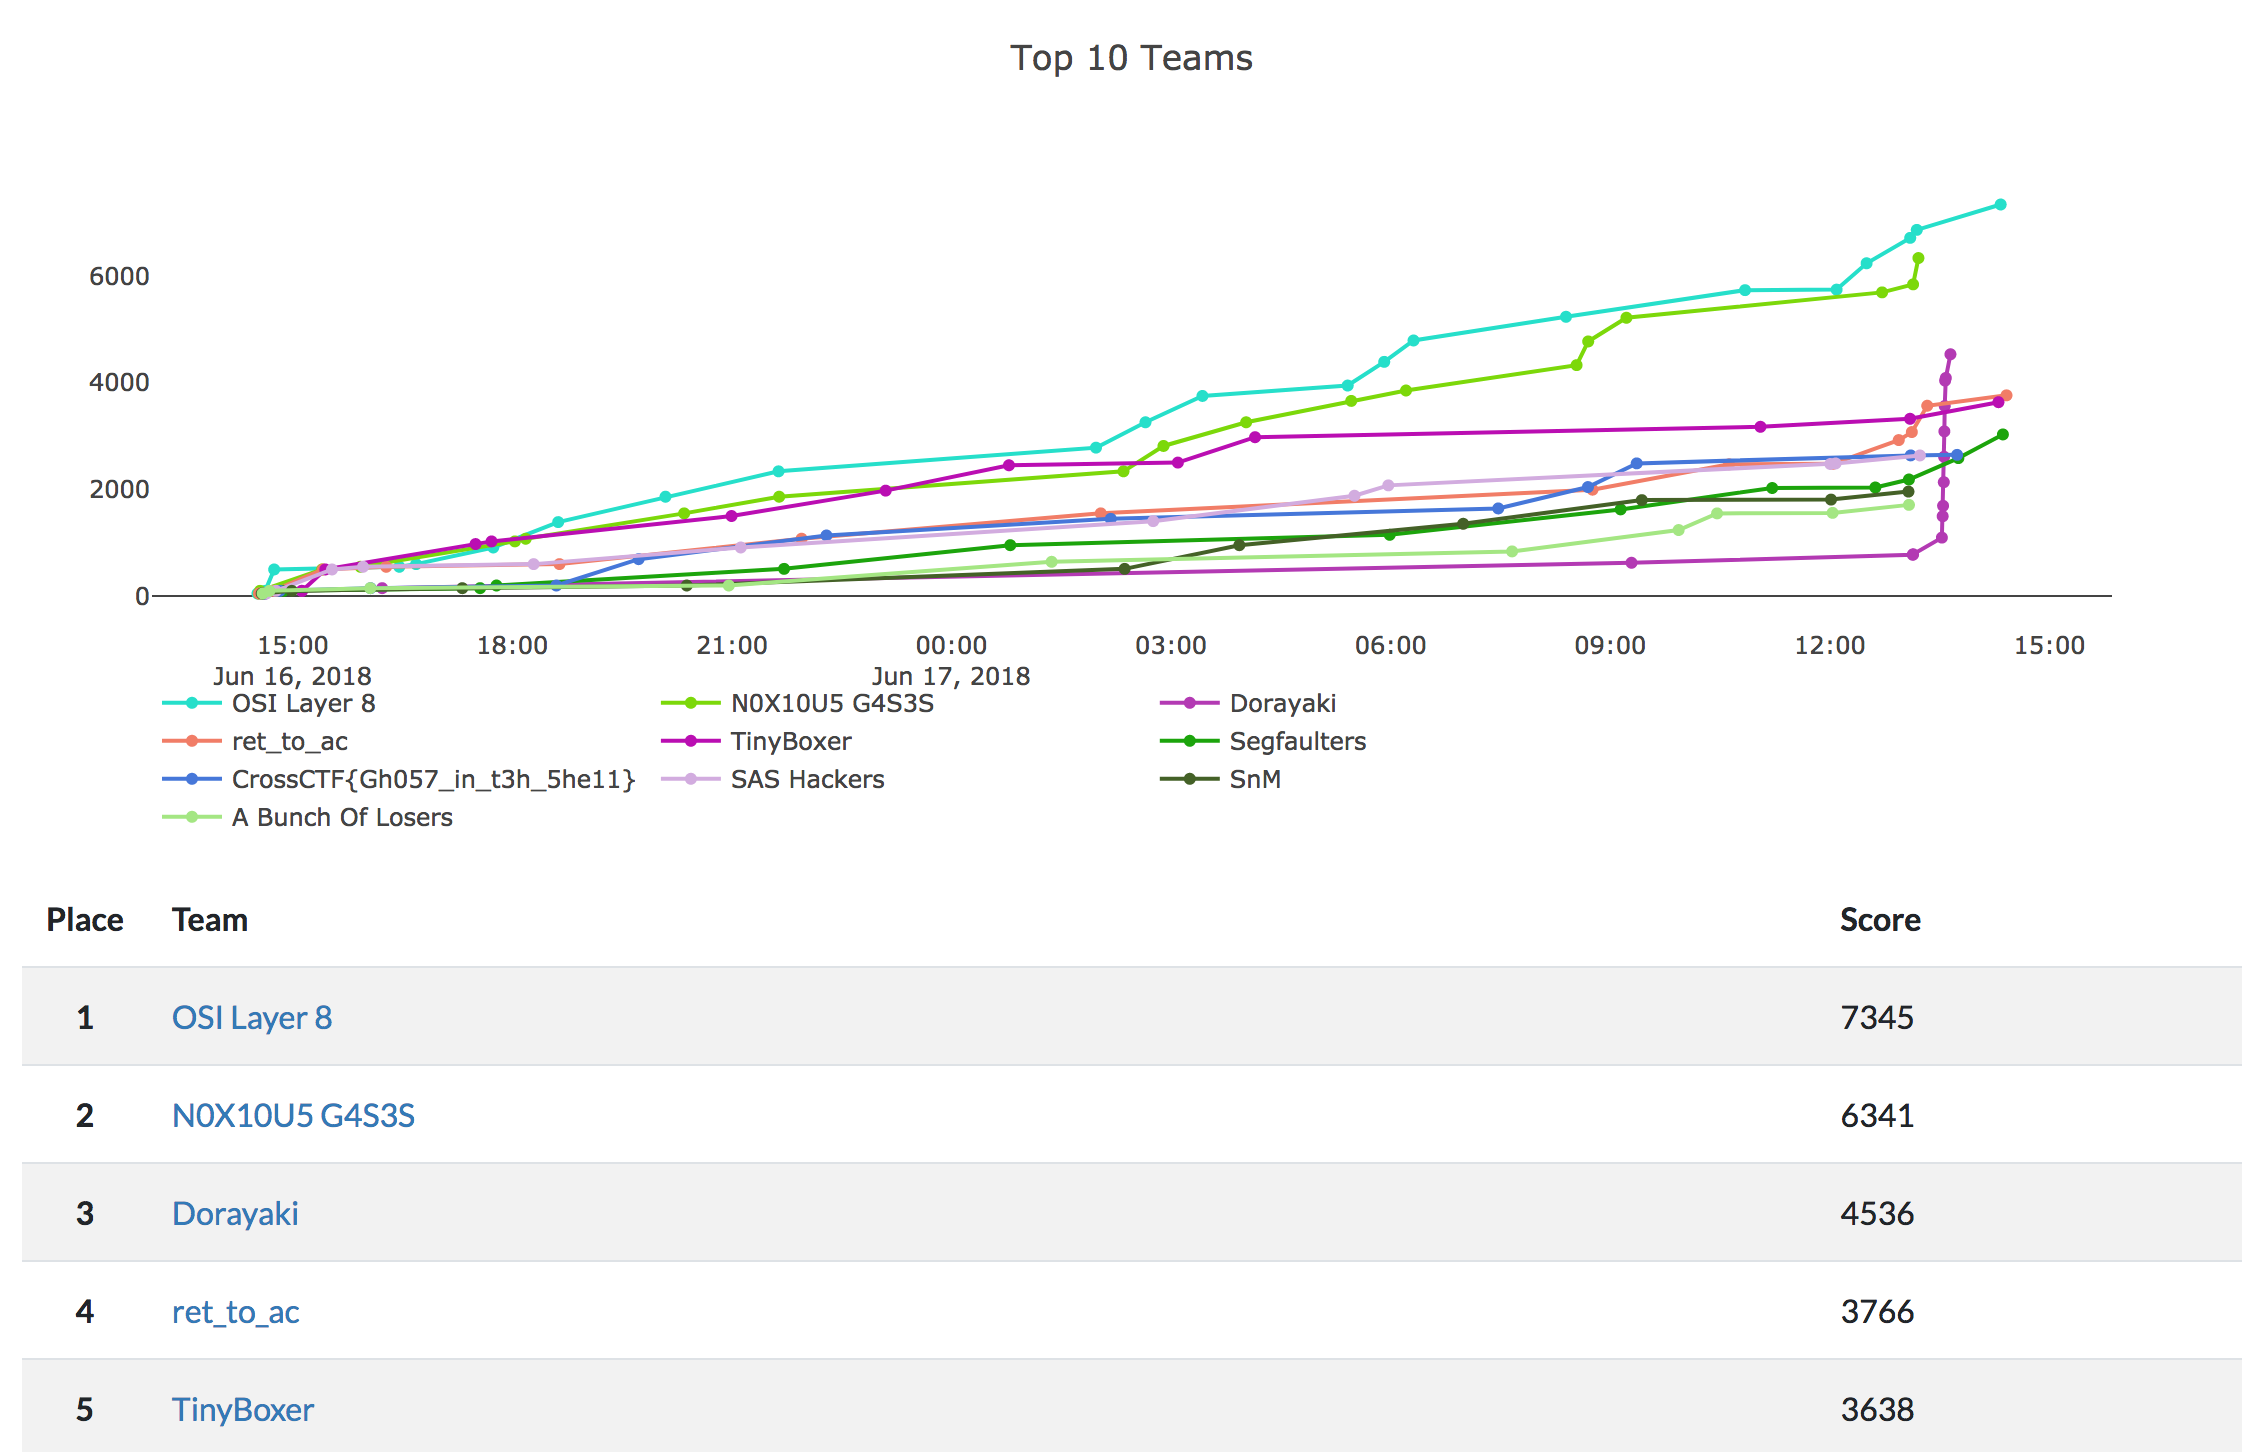 Top 10 Teams
6000
4000
2000
0
15:00 18:00 21:00 00:00 03:00 06:00 09:00 12:00 15:00
Jun 16, 2018 Jun 17, 2018
OSI Layer 8 N0X10U5 G4S3S Dorayaki
ret_to_ac TinyBoxer Segfaulters
CrossCTF{Gh057_in_t3h_5he11} SAS Hackers SnM
A Bunch Of Losers
Place Team Score
1 OSI Layer 8 7345
2 N0X10U5 G4S3S 6341
3 Dorayaki 4536
4 ret_to_ac 3766
5 TinyBoxer 3638